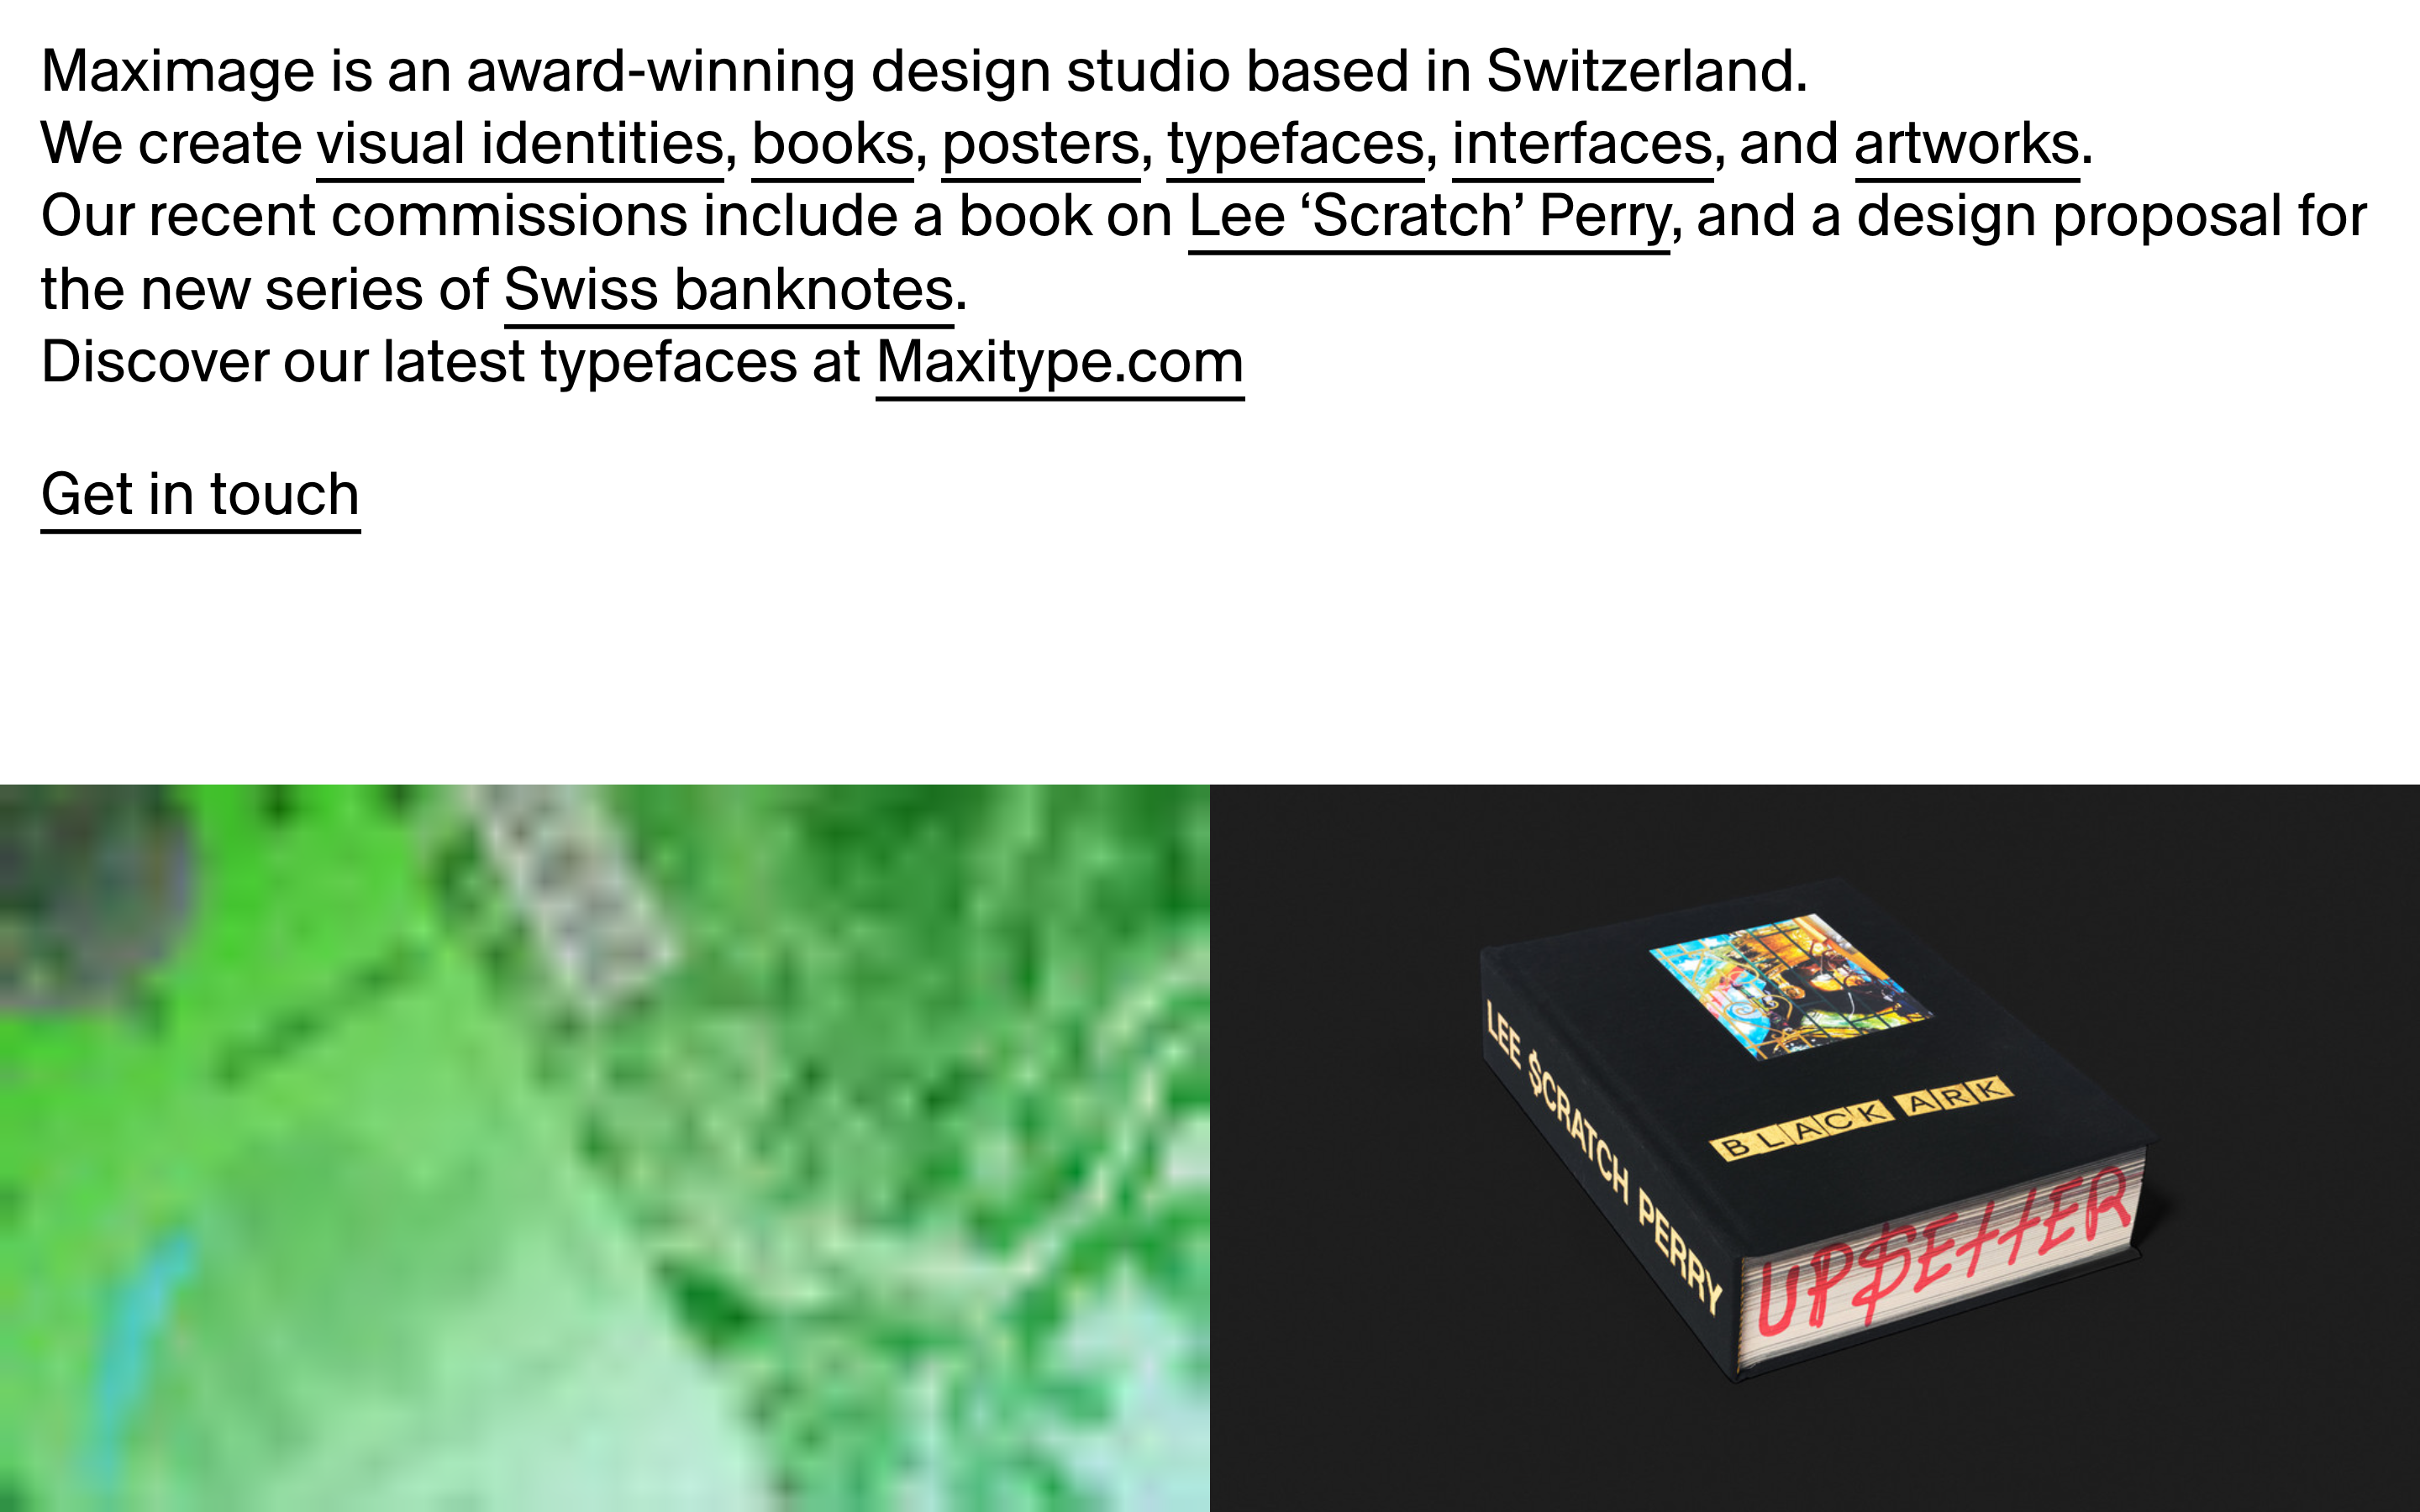 Maximage is an award-winning design studio based in Switzerland.
We create visual identities, books, posters, typefaces, interfaces, and artworks.
Our recent commissions include a book on Lee ‘Scratch’ Perry, and a design proposal for
the new series of Swiss banknotes.
Discover our latest typefaces at Maxitype.com
Get in touch
LEE $CRATCH PERRY
BLACK ARK
UP$ETTER